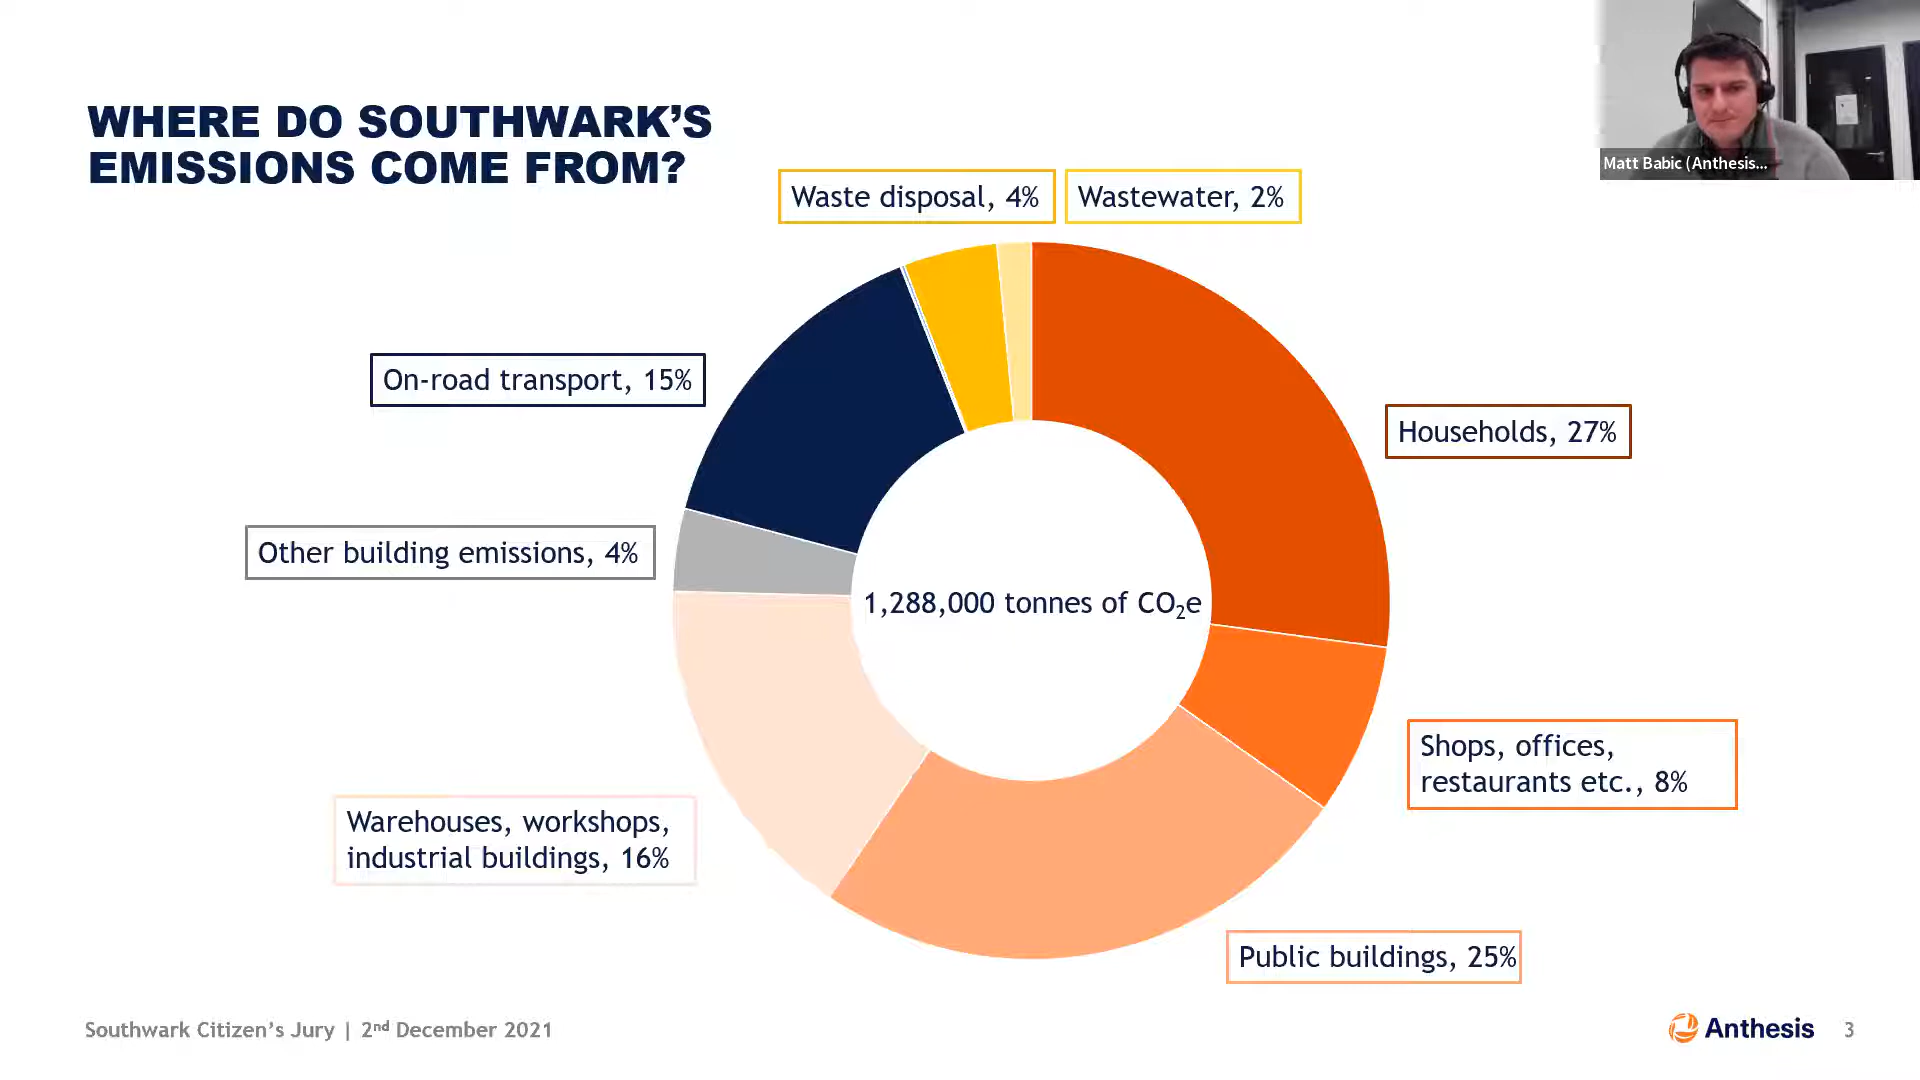 WHERE DO SOUTHWARK’S
EMISSIONS COME FROM?
Matt Babic (Anthesis...
Waste disposal, 4%
Wastewater, 2%
On-road transport, 15%
Households, 27%
Other building emissions, 4%
1,288,000 tonnes of CO₂e
Shops, offices,
restaurants etc., 8%
Warehouses, workshops,
industrial buildings, 16%
Public buildings, 25%
Southwark Citizen’s Jury | 2nd December 2021
Anthesis
3